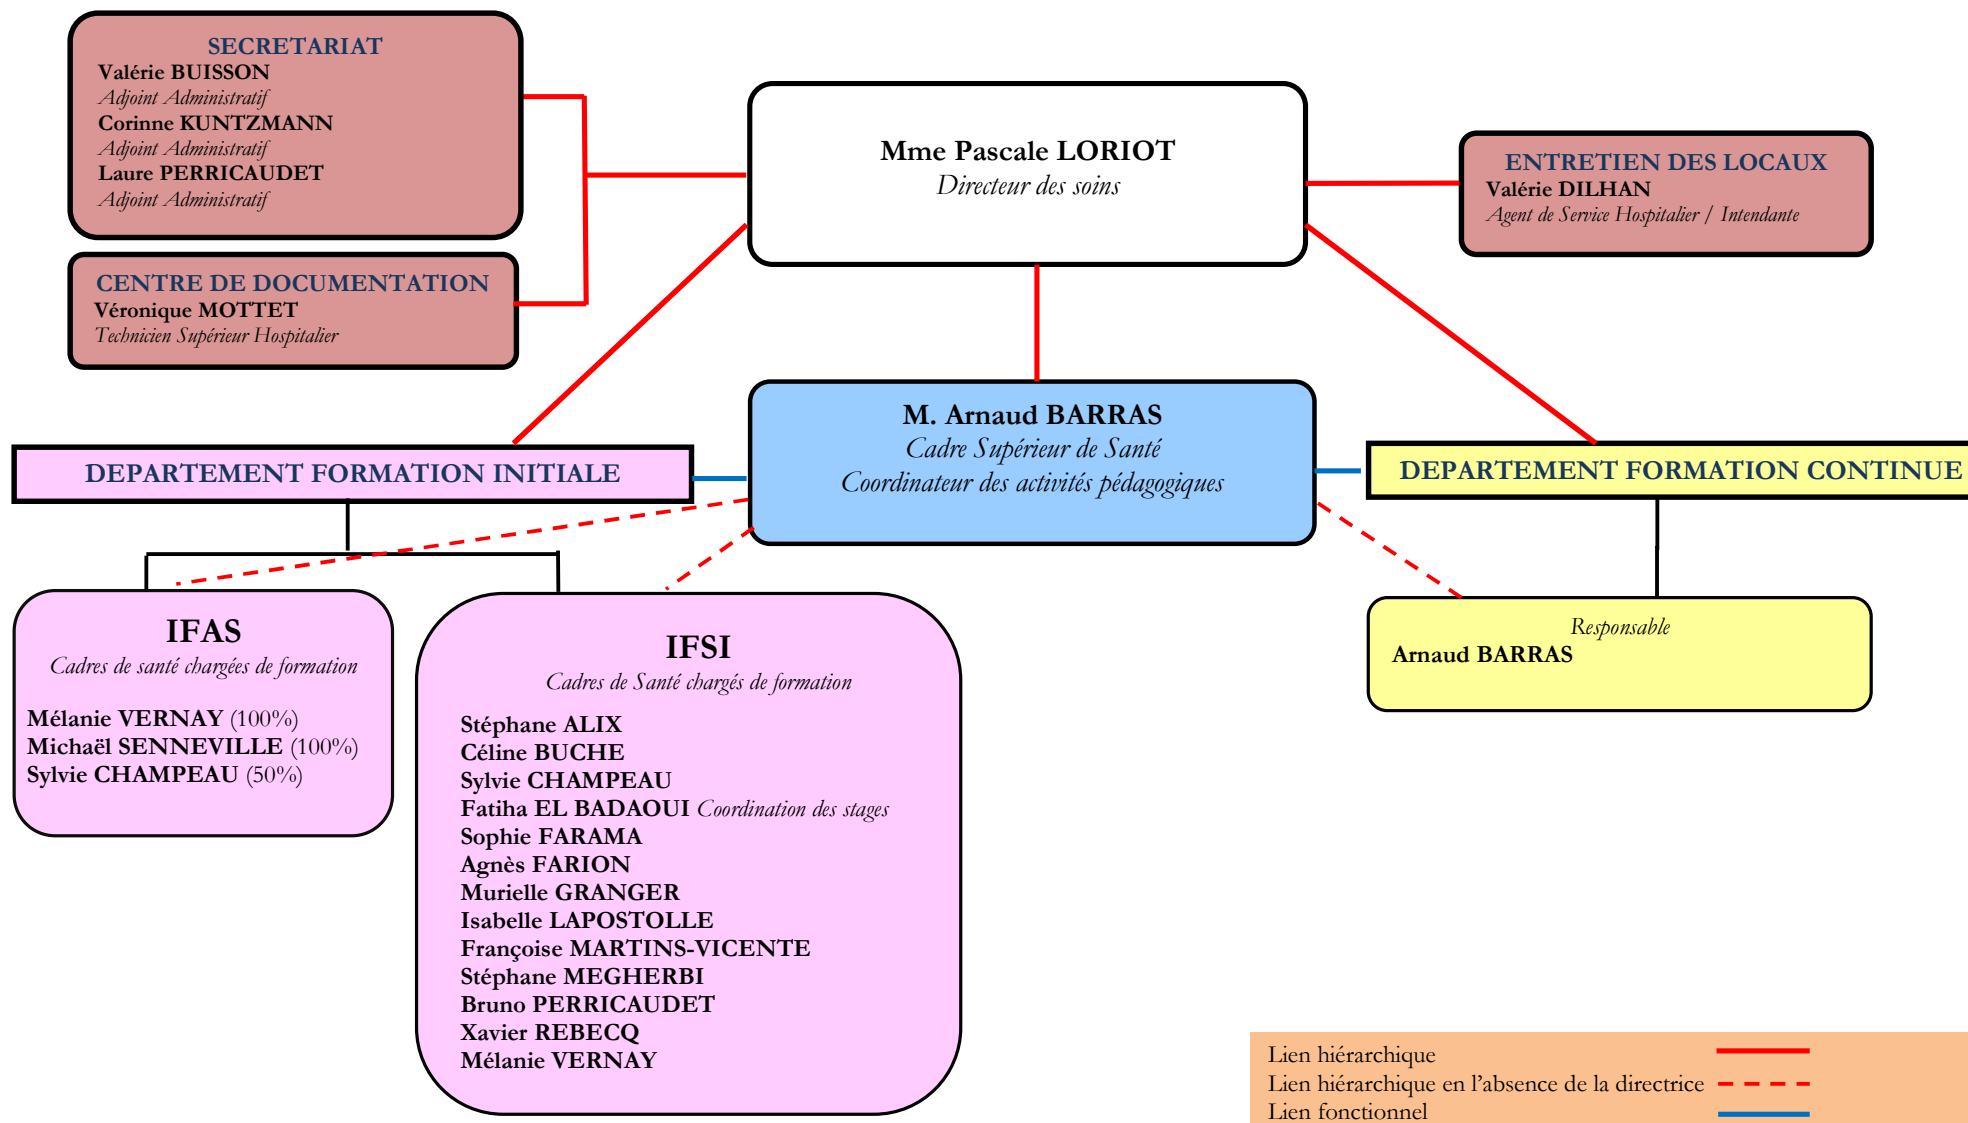 SECRETARIAT
Valérie BUISSON
Adjoint Administratif
Corinne KUNTZMANN
Adjoint Administratif
Laure PERRICAUDET
Adjoint Administratif
CENTRE DE DOCUMENTATION
Véronique MOTTET
Technicien Supérieur Hospitalier
Mme Pascale LORIOT
Directeur des soins
ENTRETIEN DES LOCAUX
Valérie DILHAN
Agent de Service Hospitalier / Intendante
M. Arnaud BARRAS
Cadre Supérieur de Santé
Coordinateur des activités pédagogiques
DEPARTEMENT FORMATION INITIALE
DEPARTEMENT FORMATION CONTINUE
IFAS
Cadres de santé chargées de formation
Mélanie VERNAY (100%)
Michaël SENNEVILLE (100%)
Sylvie CHAMPEAU (50%)
IFSI
Cadres de Santé chargés de formation
Stéphane ALIX
Céline BUCHE
Sylvie CHAMPEAU
Fatiha EL BADAOUI Coordination des stages
Sophie FARAMA
Agnès FARION
Murielle GRANGER
Isabelle LAPOSTOLLE
Françoise MARTINS-VICENTE
Stéphane MEGHERBI
Bruno PERRICAUDET
Xavier REBECQ
Mélanie VERNAY
Responsable
Arnaud BARRAS
Lien hiérarchique
Lien hiérarchique en l’absence de la directrice
Lien fonctionnel